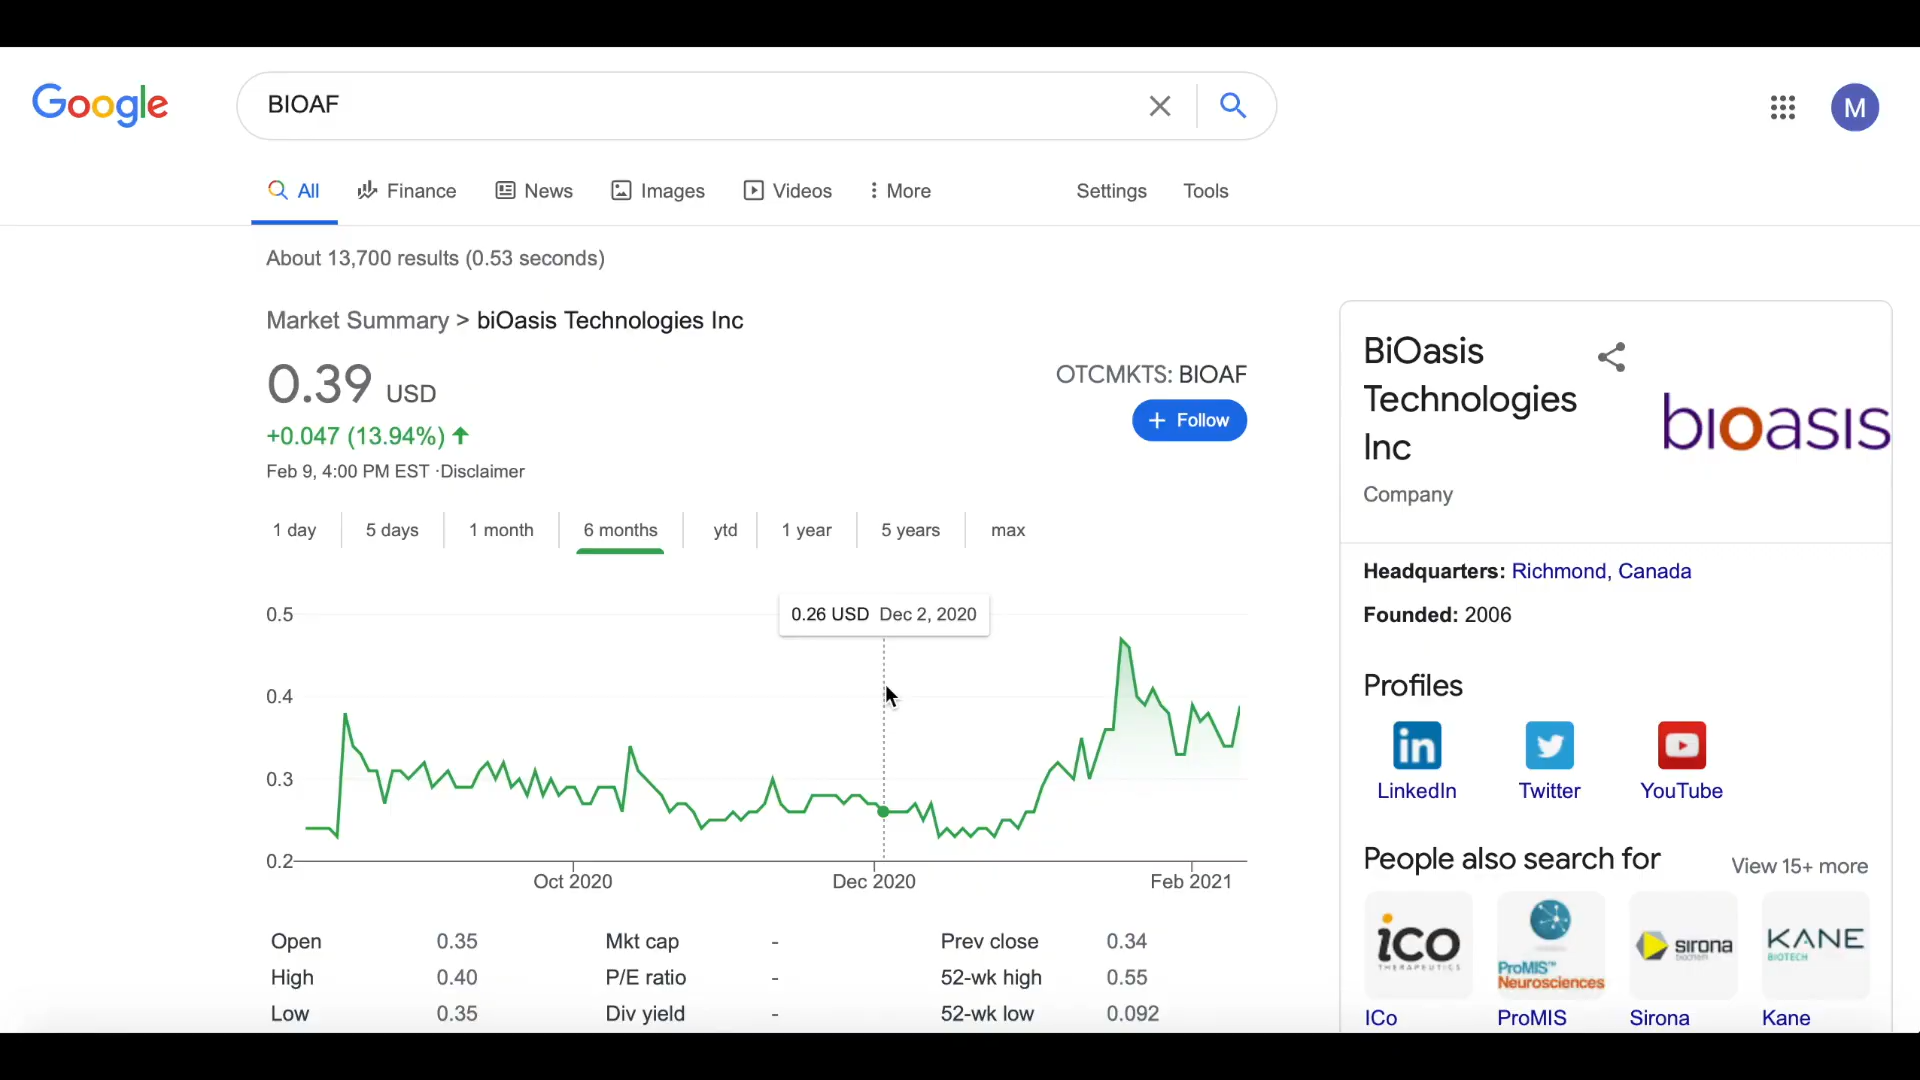 Google
BIOAF
M
All
Finance
News
Images
Videos
More
Settings
Tools
About 13,700 results (0.53 seconds)
Market Summary > biOasis Technologies Inc
0.39 USD
OTCMKTS: BIOAF
+ Follow
+0.047 (13.94%)
Feb 9, 4:00 PM EST ·Disclaimer
1 day
5 days
1 month
6 months
ytd
1 year
5 years
max
0.26 USD Dec 2, 2020
0.5
0.4
0.3
0.2
Oct 2020
Dec 2020
Feb 2021
Open 0.35 Mkt cap - Prev close 0.34
High 0.40 P/E ratio - 52-wk high 0.55
Low 0.35 Div yield - 52-wk low 0.092
BiOasis
Technologies
Inc
bioasis
Company
Headquarters: Richmond, Canada
Founded: 2006
Profiles
in
LinkedIn
Twitter
YouTube
People also search for
View 15+ more
iCO
THERAPEUTICS
ProMIS™
Neurosciences
sirona
biochem
KANE
BIOTECH
ICo
ProMIS
Sirona
Kane